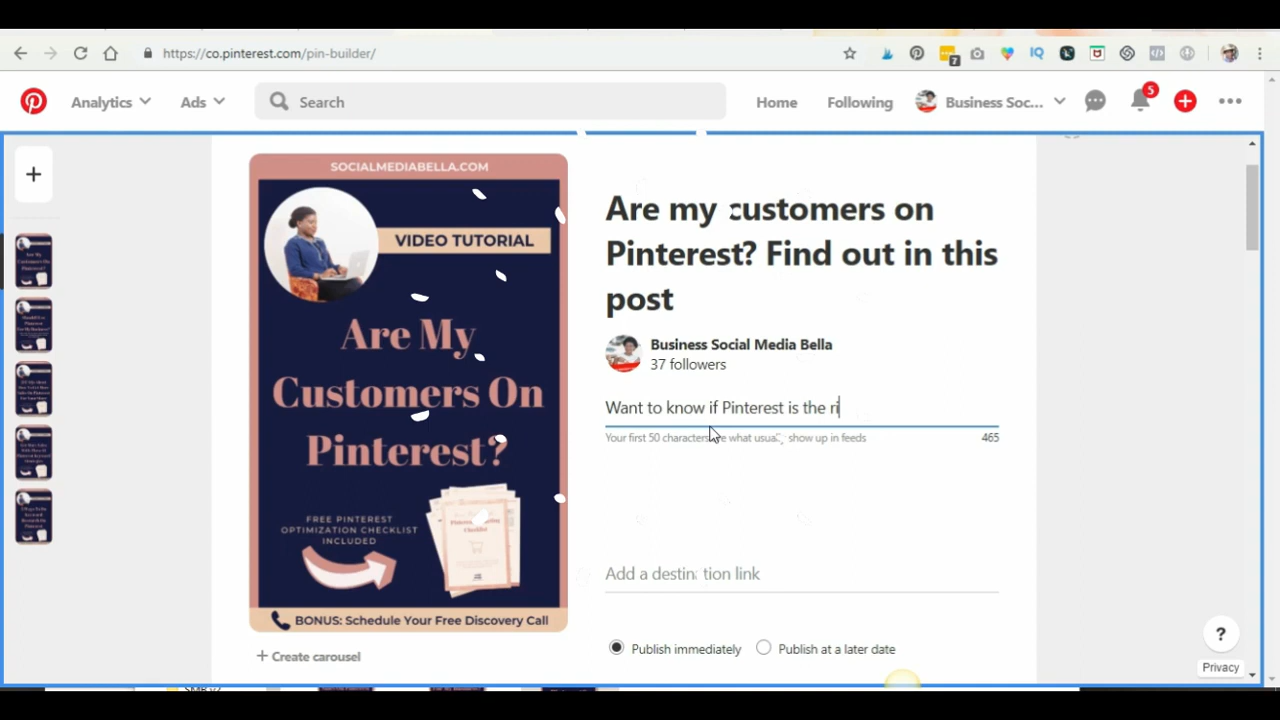 https://co.pinterest.com/pin-builder/
7
Analytics
Ads
Search
Home
Following
Business Soc...
5
SOCIALMEDIABELLA.COM
VIDEO TUTORIAL
Are My
Customers On
Pinterest?
FREE PINTEREST
OPTIMIZATION CHECKLIST
INCLUDED
BONUS: Schedule Your Free Discovery Call
+ Create carousel
Are my customers on
Pinterest? Find out in this
post
Business Social Media Bella
37 followers
Want to know if Pinterest is the ri
Your first 50 characters are what usually show up in feeds
465
Add a destination link
Publish immediately
Publish at a later date
?
Privacy